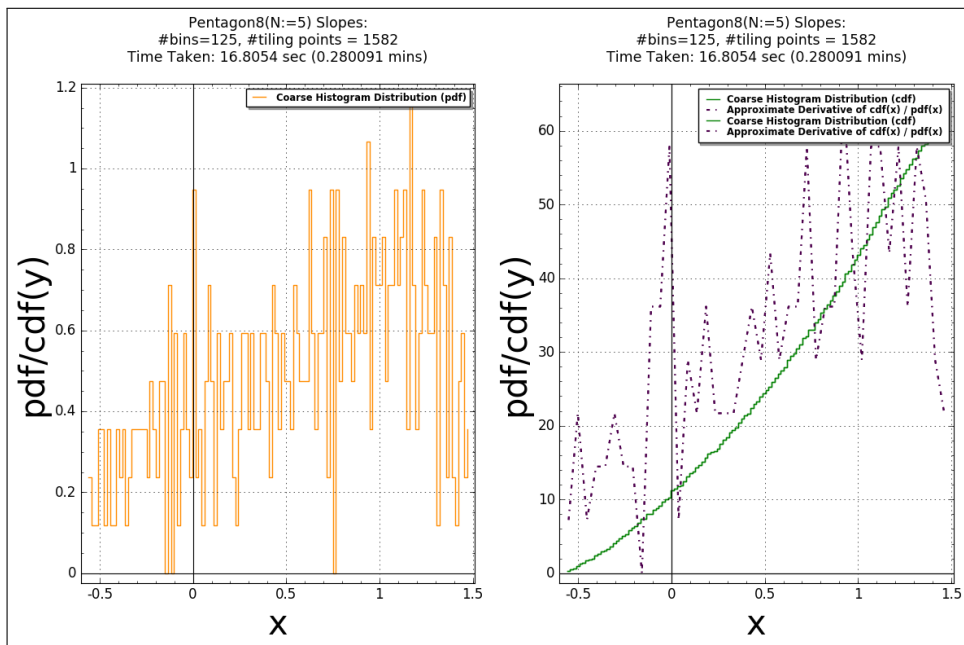 Pentagon8(N:=5) Slopes:
#bins=125, #tiling points = 1582
Time Taken: 16.8054 sec (0.280091 mins)
Coarse Histogram Distribution (pdf)
1.2
1
0.8
0.6
0.4
0.2
0
-0.5
0
0.5
1
1.5
pdf/cdf(y)
x
Pentagon8(N:=5) Slopes:
#bins=125, #tiling points = 1582
Time Taken: 16.8054 sec (0.280091 mins)
Coarse Histogram Distribution (cdf)
Approximate Derivative of cdf(x) / pdf(x)
Coarse Histogram Distribution (cdf)
Approximate Derivative of cdf(x) / pdf(x)
60
50
40
30
20
10
0
-0.5
0
0.5
1
1.5
pdf/cdf(y)
x